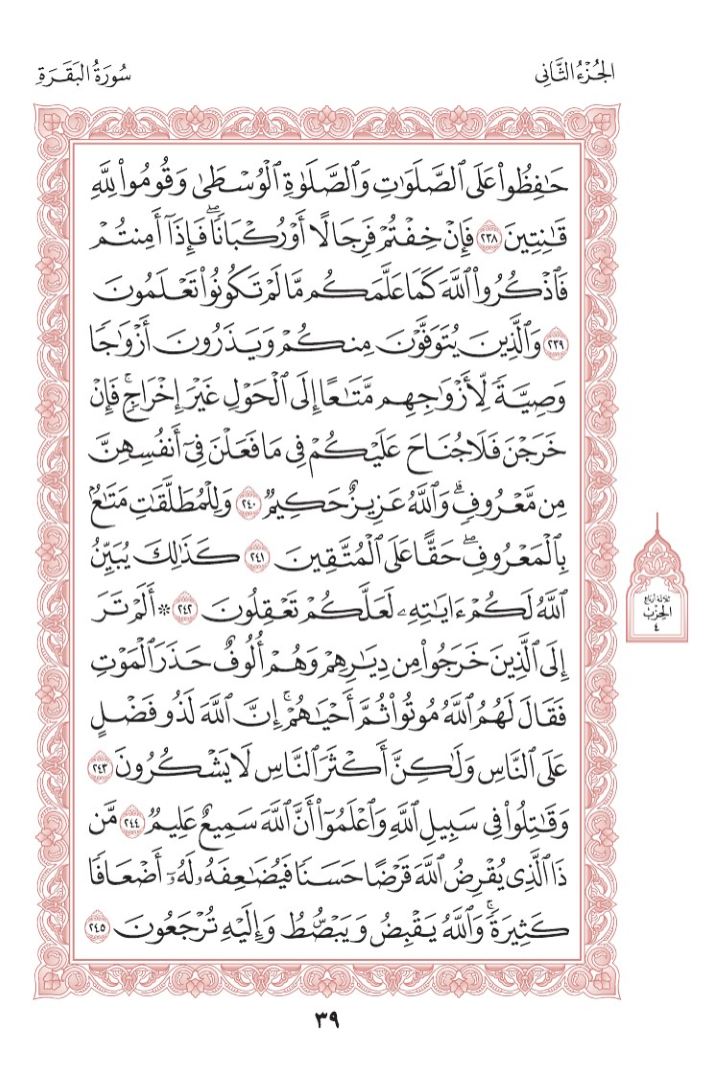 الجُزْءُ الثَّانِي
سُورَةُ البَقَرَةِ
حَٰفِظُوا۟ عَلَى ٱلصَّلَوَٰتِ وَٱلصَّلَوٰةِ ٱلْوُسْطَىٰ وَقُومُوا۟ لِلَّهِ
قَٰنِتِينَ ٢٣٨ فَإِنْ خِفْتُمْ فَرِجَالًا أَوْ رُكْبَانًاۖ فَإِذَآ أَمِنتُمْ
فَٱذْكُرُوا۟ ٱللَّهَ كَمَا عَلَّمَكُم مَّا لَمْ تَكُونُوا۟ تَعْلَمُونَ
٢٣٩ وَٱلَّذِينَ يُتَوَفَّوْنَ مِنكُمْ وَيَذَرُونَ أَزْوَٰجًا
وَصِيَّةً لِّأَزْوَٰجِهِم مَّتَٰعًا إِلَى ٱلْحَوْلِ غَيْرَ إِخْرَاجٍۚ فَإِنْ
خَرَجْنَ فَلَا جُنَاحَ عَلَيْكُمْ فِى مَا فَعَلْنَ فِىٓ أَنفُسِهِنَّ
مِن مَّعْرُوفٍۗ وَٱللَّهُ عَزِيزٌ حَكِيمٌ ٢٤٠ وَلِلْمُطَلَّقَٰتِ مَتَٰعٌۢ
بِٱلْمَعْرُوفِۖ حَقًّا عَلَى ٱلْمُتَّقِينَ ٢٤١ كَذَٰلِكَ يُبَيِّنُ
ٱللَّهُ لَكُمْ ءَايَٰتِهِۦ لَعَلَّكُمْ تَعْقِلُونَ ٢٤٢ ۞ أَلَمْ تَرَ
إِلَى ٱلَّذِينَ خَرَجُوا۟ مِن دِيَٰرِهِمْ وَهُمْ أُلُوفٌ حَذَرَ ٱلْمَوْتِ
فَقَالَ لَهُمُ ٱللَّهُ مُوتُوا۟ ثُمَّ أَحْيَٰهُمْۚ إِنَّ ٱللَّهَ لَذُو فَضْلٍ
عَلَى ٱلنَّاسِ وَلَٰكِنَّ أَكْثَرَ ٱلنَّاسِ لَا يَشْكُرُونَ ٢٤٣
وَقَٰتِلُوا۟ فِى سَبِيلِ ٱللَّهِ وَٱعْلَمُوٓا۟ أَنَّ ٱللَّهَ سَمِيعٌ عَلِيمٌ ٢٤٤ مَّن
ذَا ٱلَّذِى يُقْرِضُ ٱللَّهَ قَرْضًا حَسَنًا فَيُضَٰعِفَهُۥ لَهُۥٓ أَضْعَافًا
كَثِيرَةًۚ وَٱللَّهُ يَقْبِضُ وَيَبْصُۜطُ وَإِلَيْهِ تُرْجَعُونَ ٢٤٥
ثلاثة أرباع
الحِزْب
٤
٣٩